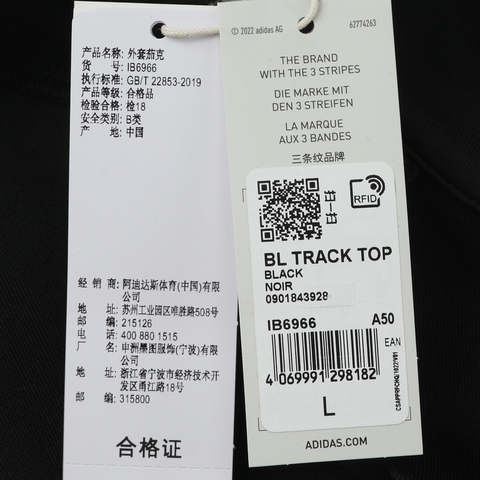 产品名称: 外套茄克
货 号: IB6966
执行标准: GB/T 22853-2019
产品等级: 合格品
检验合格: 检18
安全类别: B类
产 地: 中国
经 销 商: 阿迪达斯体育(中国)有限公司
地 址: 苏州工业园区唯胜路508号
邮 编: 215126
电 话: 400 880 1515
厂 名: 申洲墨图服饰(宁波)有限公司
地 址: 浙江省宁波市经济技术开发区甬江路18号
邮 编: 315800
合格证
© 2022 adidas AG
62774263
THE BRAND
WITH THE 3 STRIPES
DIE MARKE MIT
DEN 3 STREIFEN
LA MARQUE
AUX 3 BANDES
三条纹品牌
L—L
RFID
BL TRACK TOP
BLACK
NOIR
0901843928
IB6966 A50
EAN
4 069991 298182
L
ADIDAS.COM